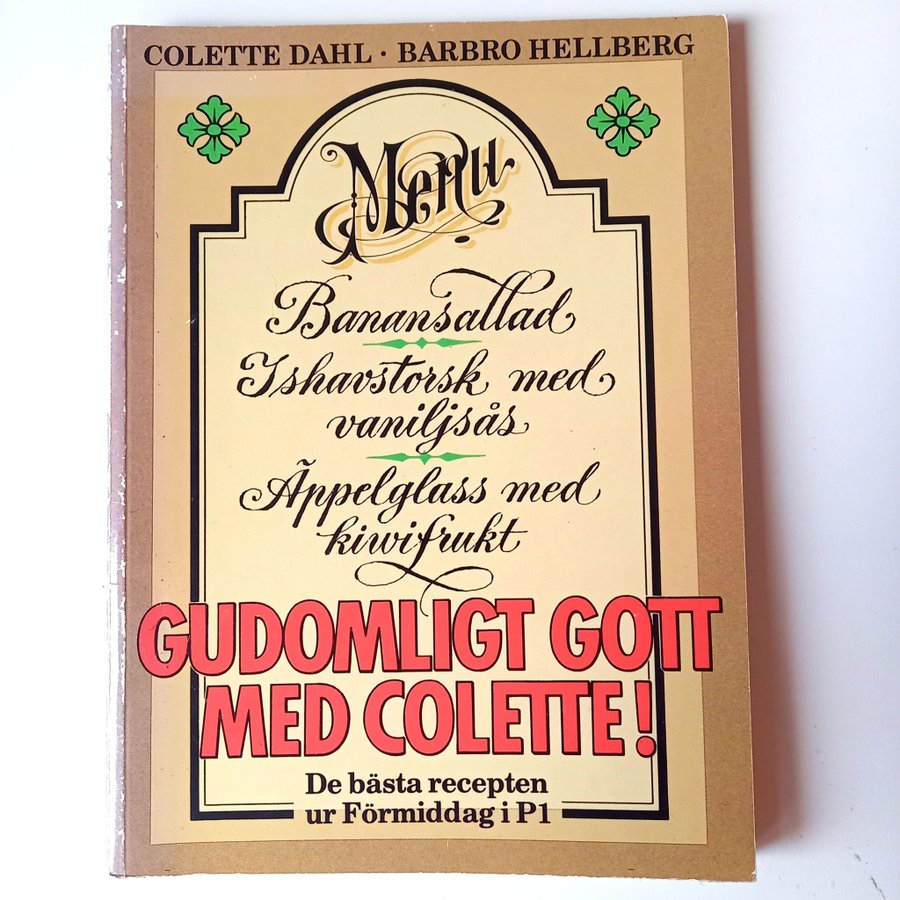 COLETTE DAHL · BARBRO HELLBERG
Menu
Banansallad
Ishavstorsk med
vaniljsås
Äppelglass med
kiwifrukt
GUDOMLIGT GOTT
MED COLETTE!
De bästa recepten
ur Förmiddag i P1